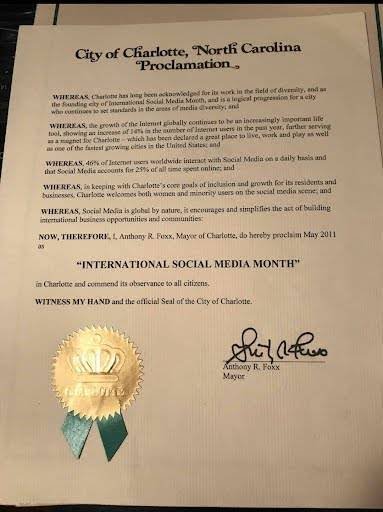 City of Charlotte, North Carolina
Proclamation
WHEREAS, Charlotte has long been acknowledged for its work in the field of diversity, and as
the founding city of International Social Media Month, and is a logical progression for a city
who continues to set standards in the areas of media diversity; and
WHEREAS, the growth of the Internet globally continues to be an increasingly important life
tool, showing an increase of 14% in the number of Internet users in the past year, further serving
as a magnet for Charlotte – which has been declared a great place to live, work and play as well
as one of the fastest growing cities in the United States; and
WHEREAS, 46% of Internet users worldwide interact with Social Media on a daily basis and
that Social Media accounts for 25% of all time spent online; and
WHEREAS, is keeping with Charlotte's core goals of inclusion and growth for its residents and
businesses, Charlotte welcomes both women and minority users on the social media scene; and
WHEREAS, Social Media is global by nature, it encourages and simplifies the act of building
international business opportunities and communities:
NOW, THEREFORE, I, Anthony R. Foxx, Mayor of Charlotte, do hereby proclaim May 2011
as
"INTERNATIONAL SOCIAL MEDIA MONTH"
in Charlotte and commend its observance to all citizens.
WITNESS MY HAND and the official Seal of the City of Charlotte.
Anthony R. Foxx
Mayor